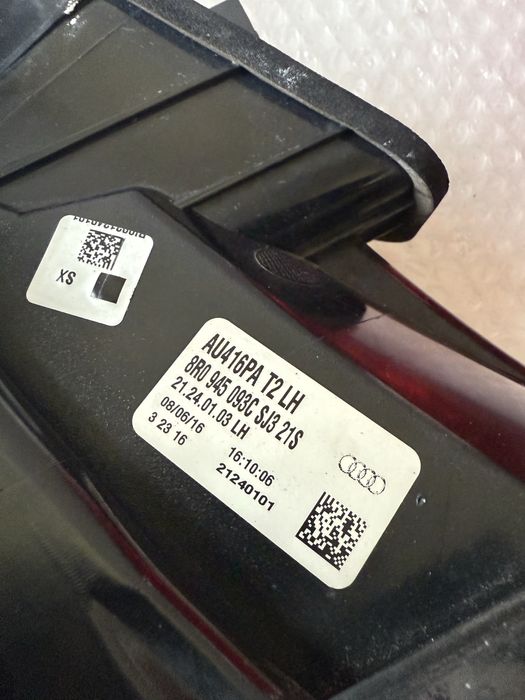 XS
AU416PA T2 LH
8R0 945 093C SJ3 21S
21.24.01.03 LH
08/06/16 16:10:06
3 23 16 21240101